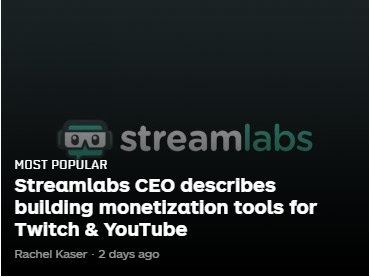 streamlabs
MOST POPULAR
Streamlabs CEO describes
building monetization tools for
Twitch & YouTube
Rachel Kaser · 2 days ago